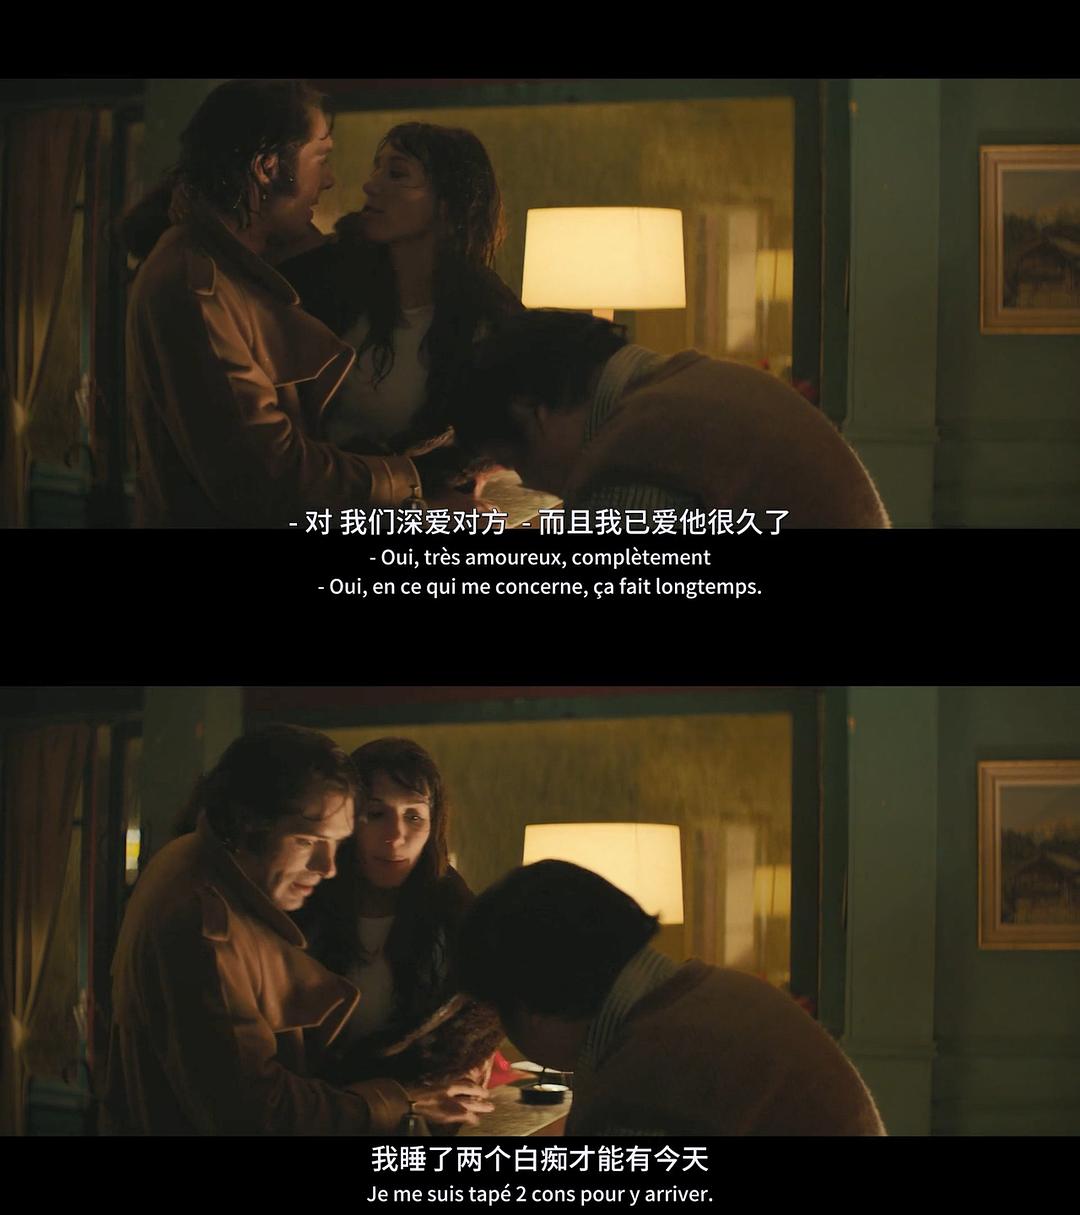 - 对 我们深爱对方 - 而且我已爱他很久了
- Oui, très amoureux, complètement
- Oui, en ce qui me concerne, ça fait longtemps.
我睡了两个白痴才能有今天
Je me suis tapé 2 cons pour y arriver.